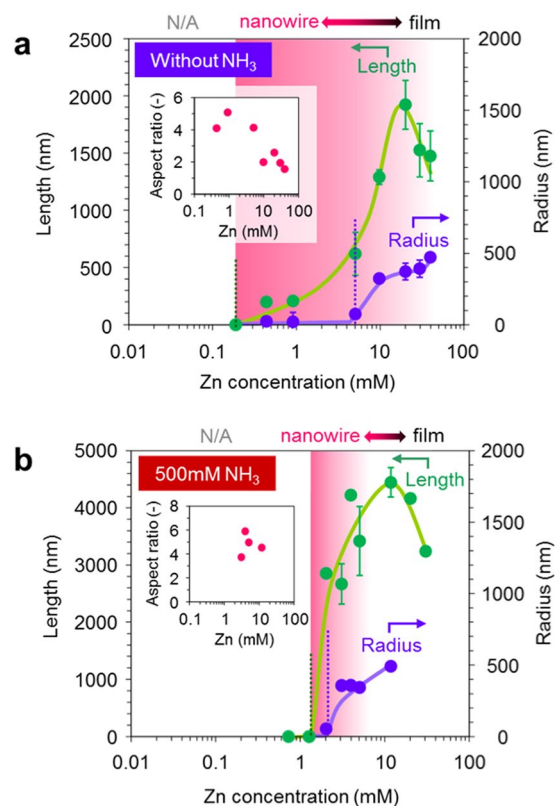 N/A nanowire film
a
Without NH3
Length
Radius
Length (nm)
2500
2000
1500
1000
500
0
Radius (nm)
2000
1500
1000
500
0
0.01 0.1 1 10 100
Zn concentration (mM)
Aspect ratio (-)
6
4
2
0
0.1 1 10 100
Zn (mM)
N/A nanowire film
b
500mM NH3
Length
Radius
Length (nm)
5000
4000
3000
2000
1000
0
Radius (nm)
2000
1500
1000
500
0
0.01 0.1 1 10 100
Zn concentration (mM)
Aspect ratio (-)
8
6
4
2
0
0.1 1 10 100
Zn (mM)